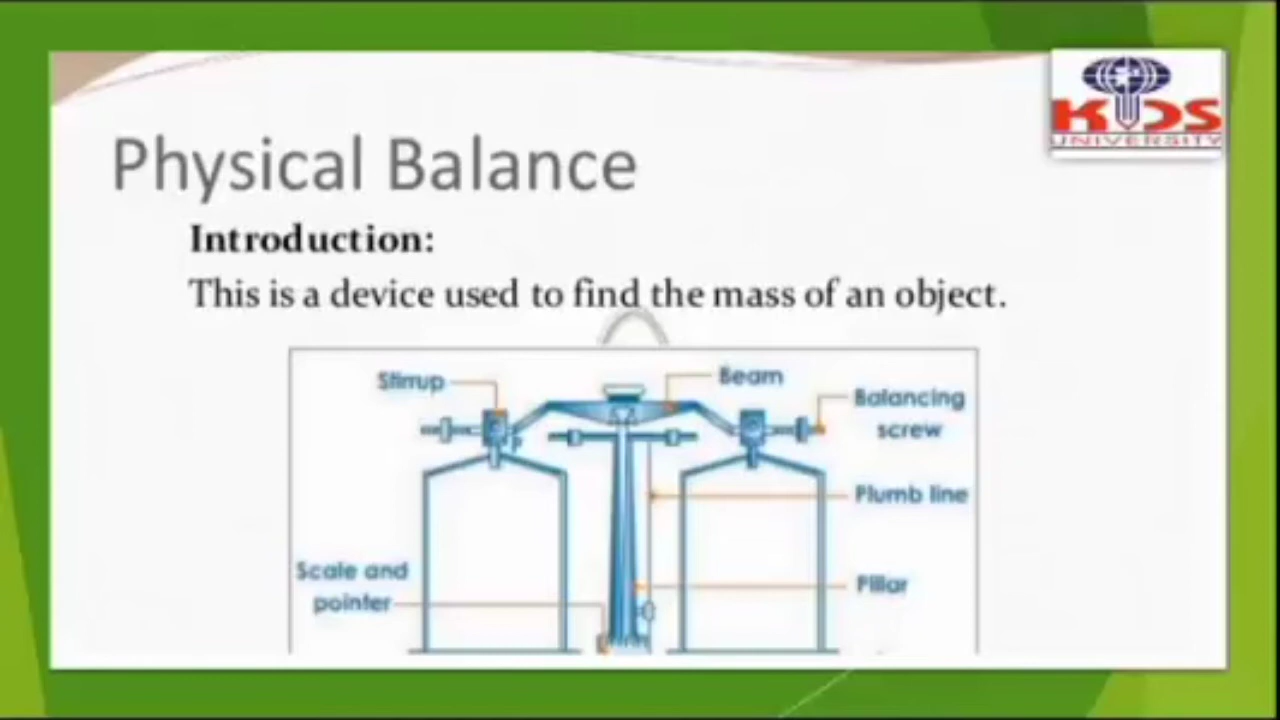 KIDS
UNIVERSITY
Physical Balance
Introduction:
This is a device used to find the mass of an object.
Stirrup
Beam
Balancing
screw
Plumb line
Scale and
pointer
Pillar